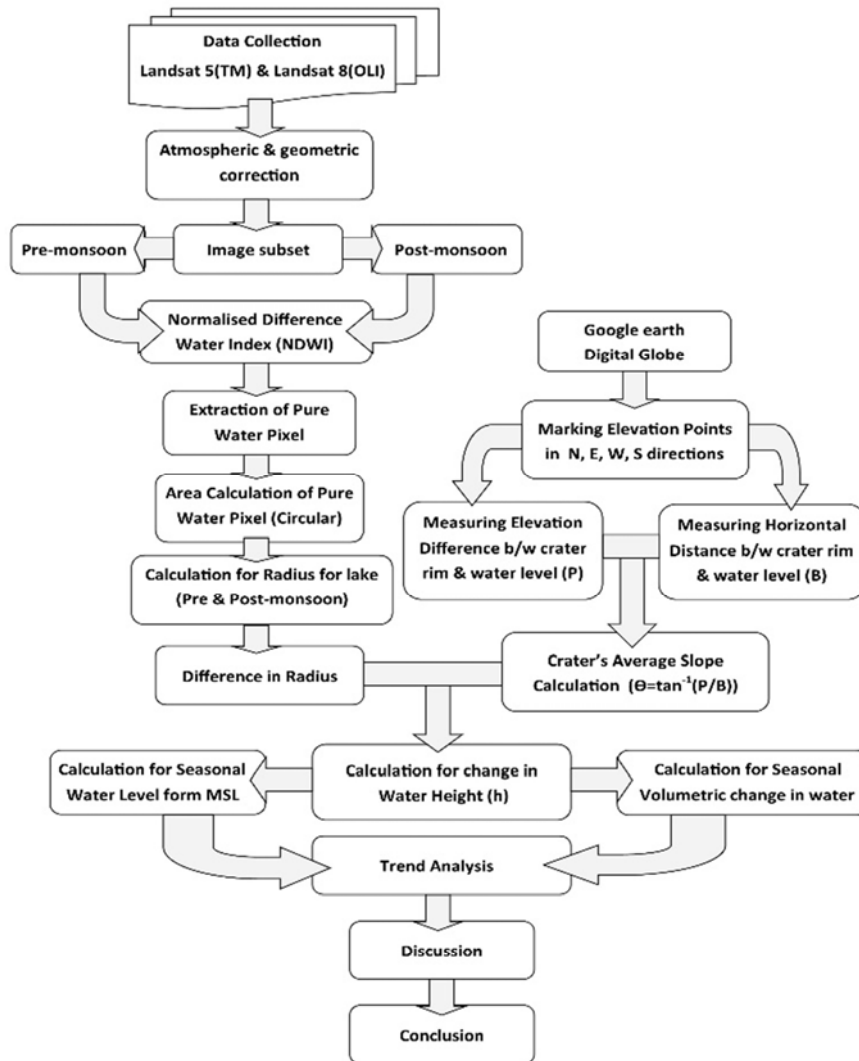 Data Collection
Landsat 5(TM) & Landsat 8(OLI)
Atmospheric & geometric
correction
Pre-monsoon
Image subset
Post-monsoon
Normalised Difference
Water Index (NDWI)
Extraction of Pure
Water Pixel
Area Calculation of Pure
Water Pixel (Circular)
Calculation for Radius for lake
(Pre & Post-monsoon)
Difference in Radius
Google earth
Digital Globe
Marking Elevation Points
in N, E, W, S directions
Measuring Elevation
Difference b/w crater
rim & water level (P)
Measuring Horizontal
Distance b/w crater rim
& water level (B)
Crater's Average Slope
Calculation (Ɵ=tan⁻¹(P/B))
Calculation for Seasonal
Water Level form MSL
Calculation for change in
Water Height (h)
Calculation for Seasonal
Volumetric change in water
Trend Analysis
Discussion
Conclusion